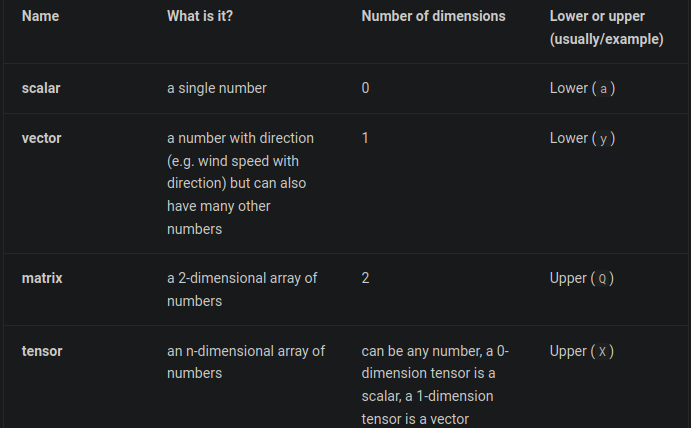 Name What is it? Number of dimensions Lower or upper
(usually/example)
scalar a single number 0 Lower ( a )
vector a number with direction 1 Lower ( y )
(e.g. wind speed with
direction) but can also
have many other
numbers
matrix a 2-dimensional array of 2 Upper ( Q )
numbers
tensor an n-dimensional array of can be any number, a 0- Upper ( X )
numbers dimension tensor is a
scalar, a 1-dimension
tensor is a vector